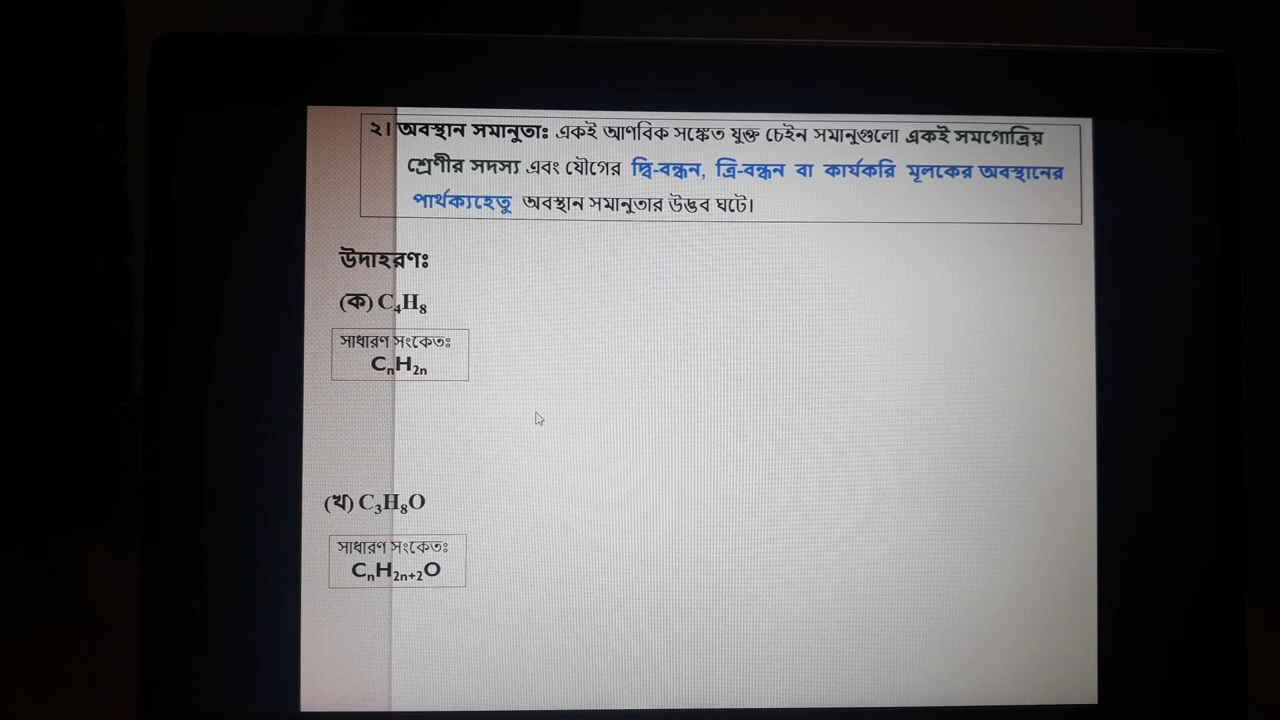 ২। অবস্থান সমানুতাঃ একই আণবিক সঙ্কেত যুক্ত চেইন সমানুগুলো একই সমগোত্রিয়
শ্রেণীর সদস্য এবং যৌগের দ্বি-বন্ধন, ত্রি-বন্ধন বা কার্যকরি মূলকের অবস্থানের
পার্থক্যহেতু অবস্থান সমানুতার উদ্ভব ঘটে।
উদাহরণঃ
(ক) C₄H₈
সাধারণ সংকেতঃ
CₙH₂ₙ
(খ) C₃H₈O
সাধারণ সংকেতঃ
CₙH₂ₙ₊₂O